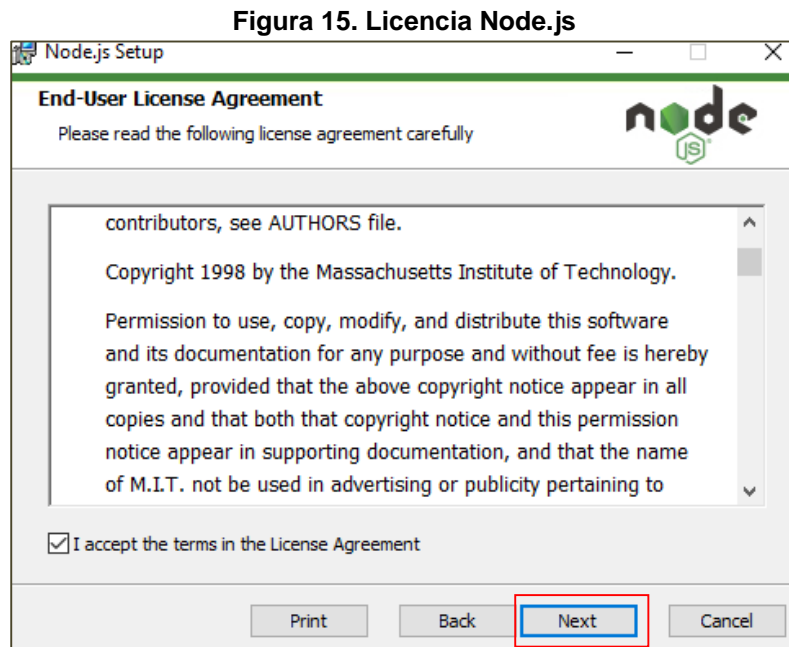 Figura 15. Licencia Node.js
Node.js Setup
End-User License Agreement
Please read the following license agreement carefully
node
JS
contributors, see AUTHORS file.
Copyright 1998 by the Massachusetts Institute of Technology.
Permission to use, copy, modify, and distribute this software
and its documentation for any purpose and without fee is hereby
granted, provided that the above copyright notice appear in all
copies and that both that copyright notice and this permission
notice appear in supporting documentation, and that the name
of M.I.T. not be used in advertising or publicity pertaining to
I accept the terms in the License Agreement
Print Back Next Cancel